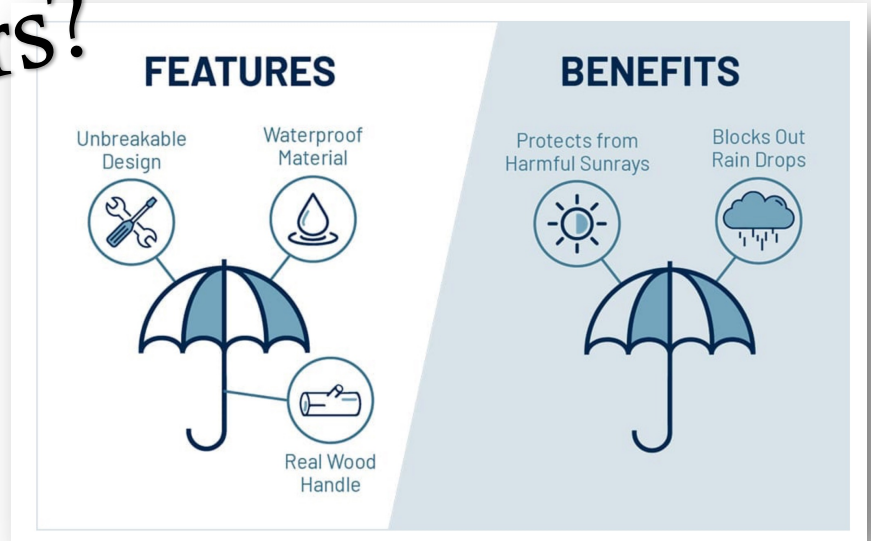 rs?
FEATURES
BENEFITS
Unbreakable
Design
Waterproof
Material
Protects from
Harmful Sunrays
Blocks Out
Rain Drops
Real Wood
Handle